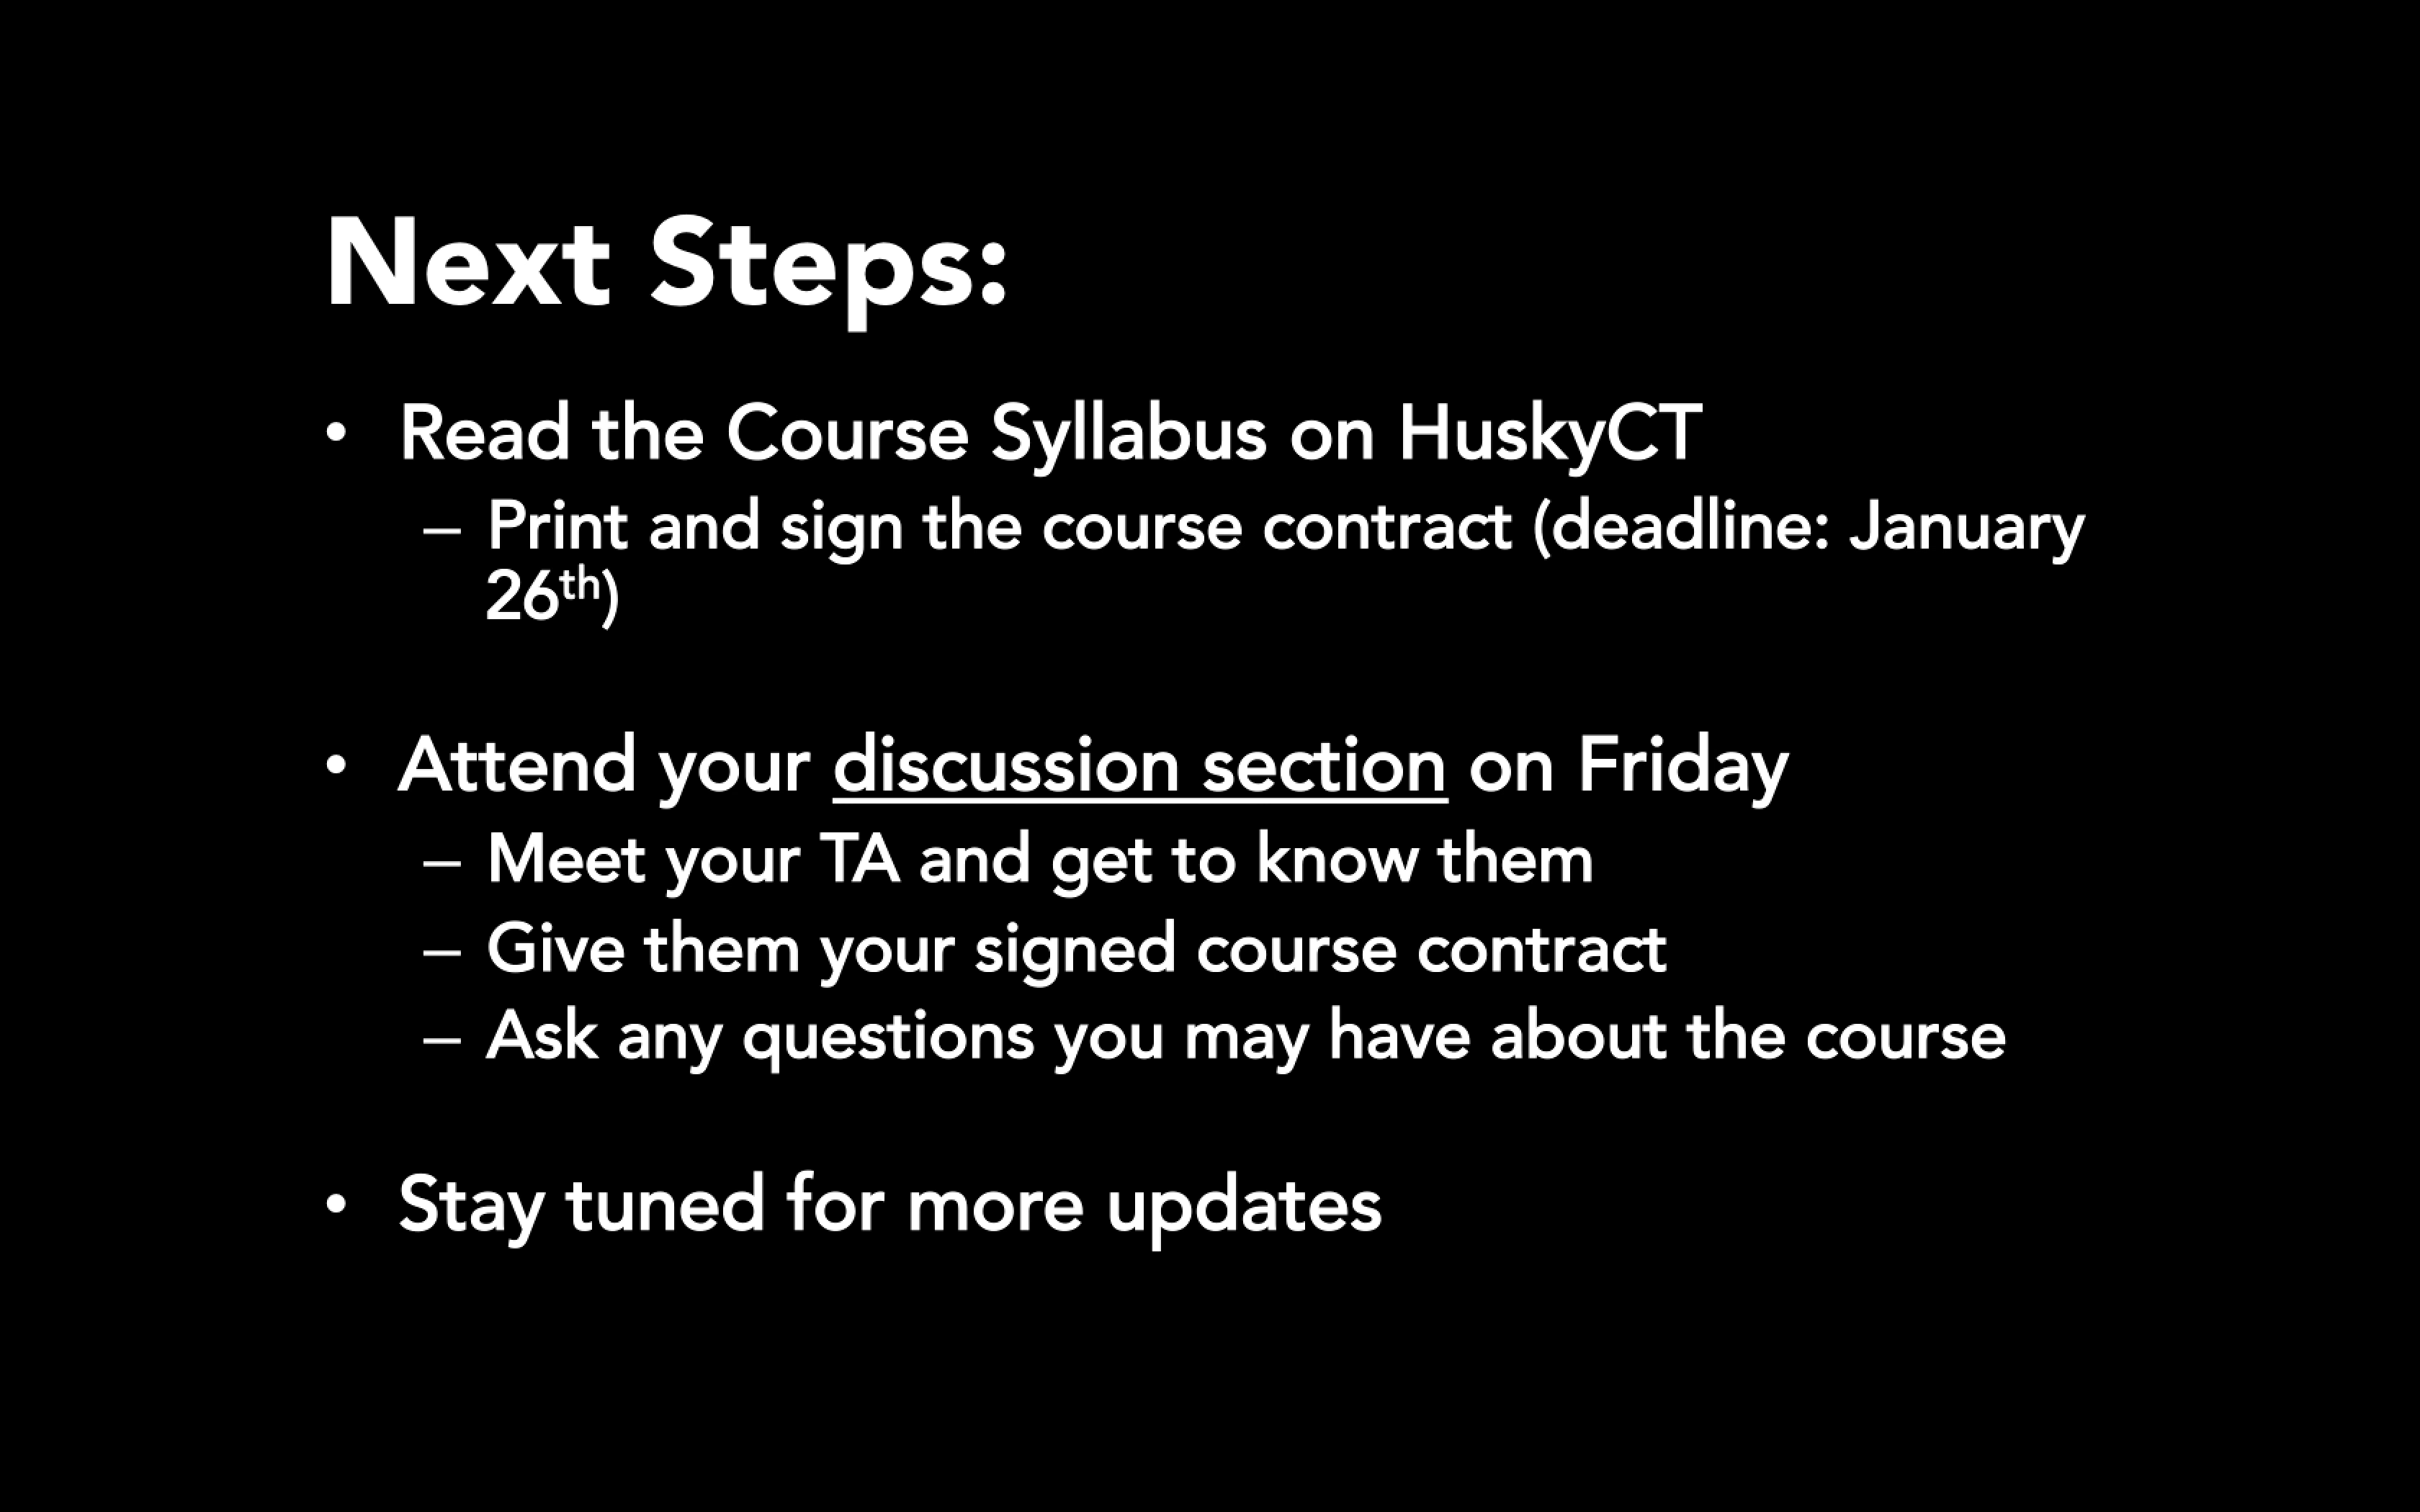 Next Steps:
• Read the Course Syllabus on HuskyCT
– Print and sign the course contract (deadline: January
26th)
• Attend your discussion section on Friday
– Meet your TA and get to know them
– Give them your signed course contract
– Ask any questions you may have about the course
• Stay tuned for more updates